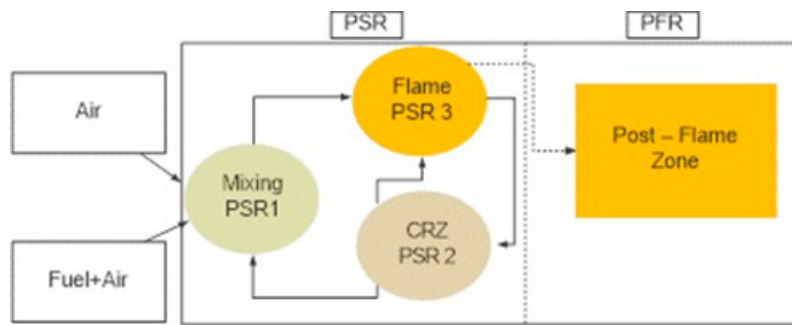 PSR
PFR
Air
Fuel+Air
Mixing
PSR1
Flame
PSR 3
CRZ
PSR 2
Post – Flame
Zone